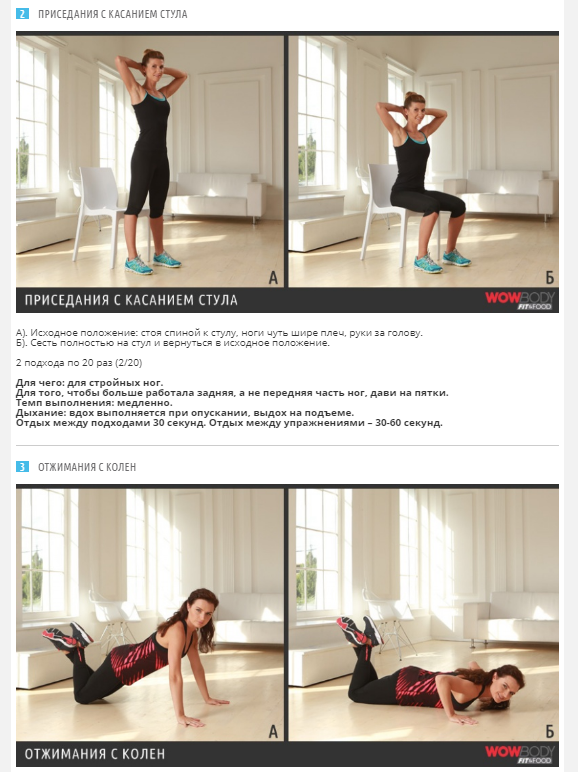 2 ПРИСЕДАНИЯ С КАСАНИЕМ СТУЛА
А Б
ПРИСЕДАНИЯ С КАСАНИЕМ СТУЛА WOWBODY
FIT&FOOD
А). Исходное положение: стоя спиной к стулу, ноги чуть шире плеч, руки за голову.
Б). Сесть полностью на стул и вернуться в исходное положение.
2 подхода по 20 раз (2/20)
Для чего: для стройных ног.
Для того, чтобы больше работала задняя, а не передняя часть ног, дави на пятки.
Темп выполнения: медленно.
Дыхание: вдох выполняется при опускании, выдох на подъеме.
Отдых между подходами 30 секунд. Отдых между упражнениями – 30-60 секунд.
3 ОТЖИМАНИЯ С КОЛЕН
А Б
ОТЖИМАНИЯ С КОЛЕН WOWBODY
FIT&FOOD